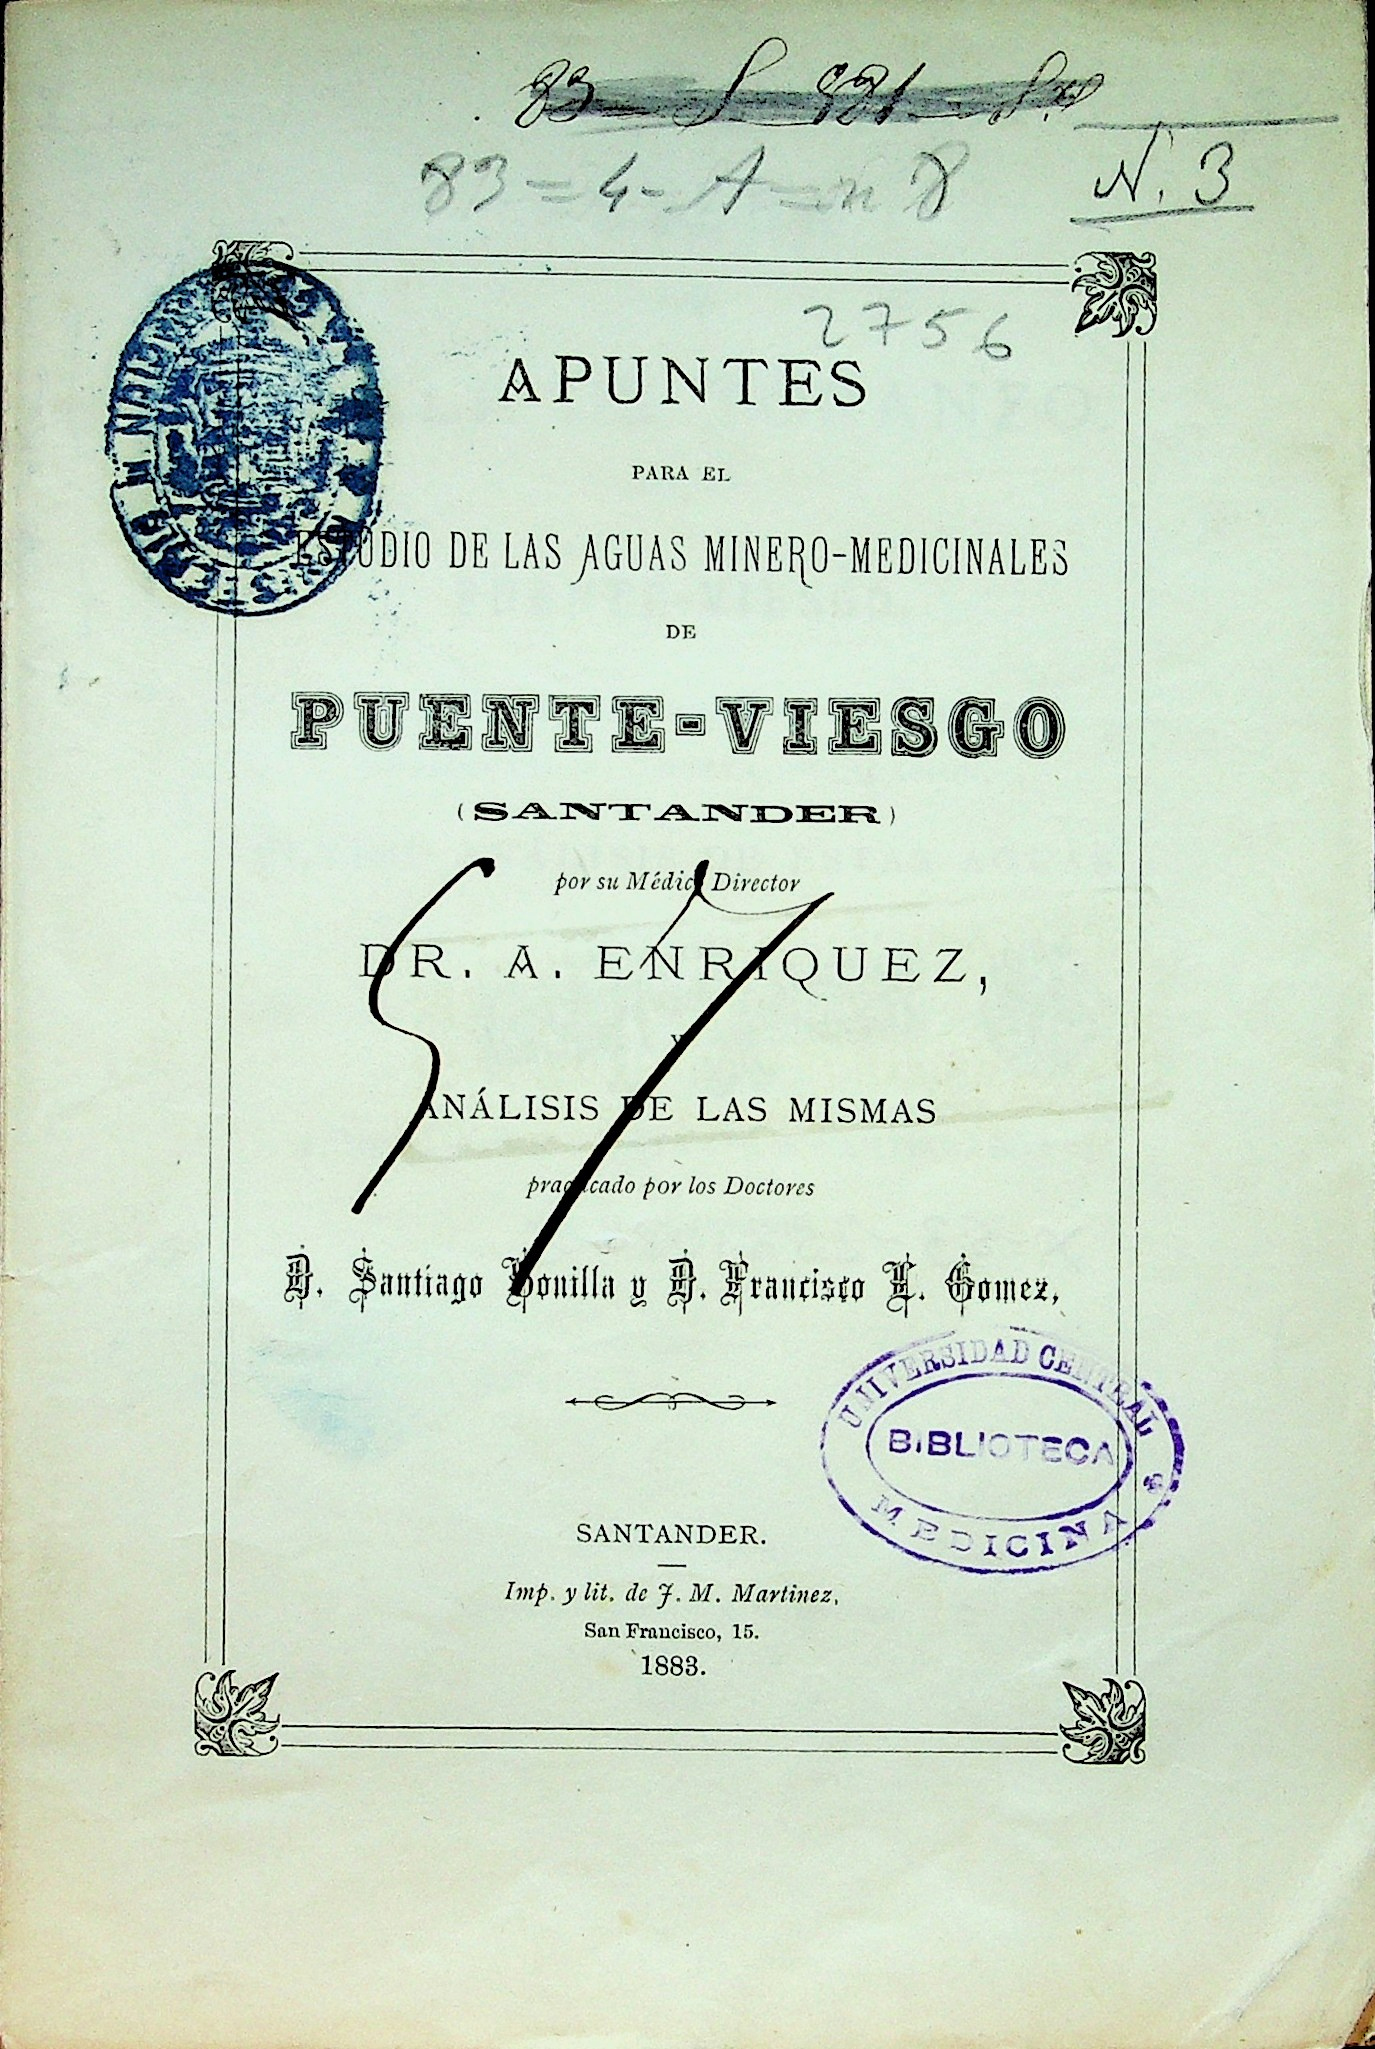 83 = 4 - A = n 8
N. 3
2756
APUNTES
PARA EL
ESTUDIO DE LAS AGUAS MINERO-MEDICINALES
DE
PUENTE-VIESGO
(SANTANDER)
por su Médico Director
DR. A. ENRIQUEZ,
Y
ANÁLISIS DE LAS MISMAS
practicado por los Doctores
D. Santiago Bonilla y D. Francisco E. Gomez,
UNIVERSIDAD CENTRAL
BIBLIOTECA
MEDICINA
SANTANDER.
Imp. y lit. de J. M. Martinez,
San Francisco, 15.
1883.